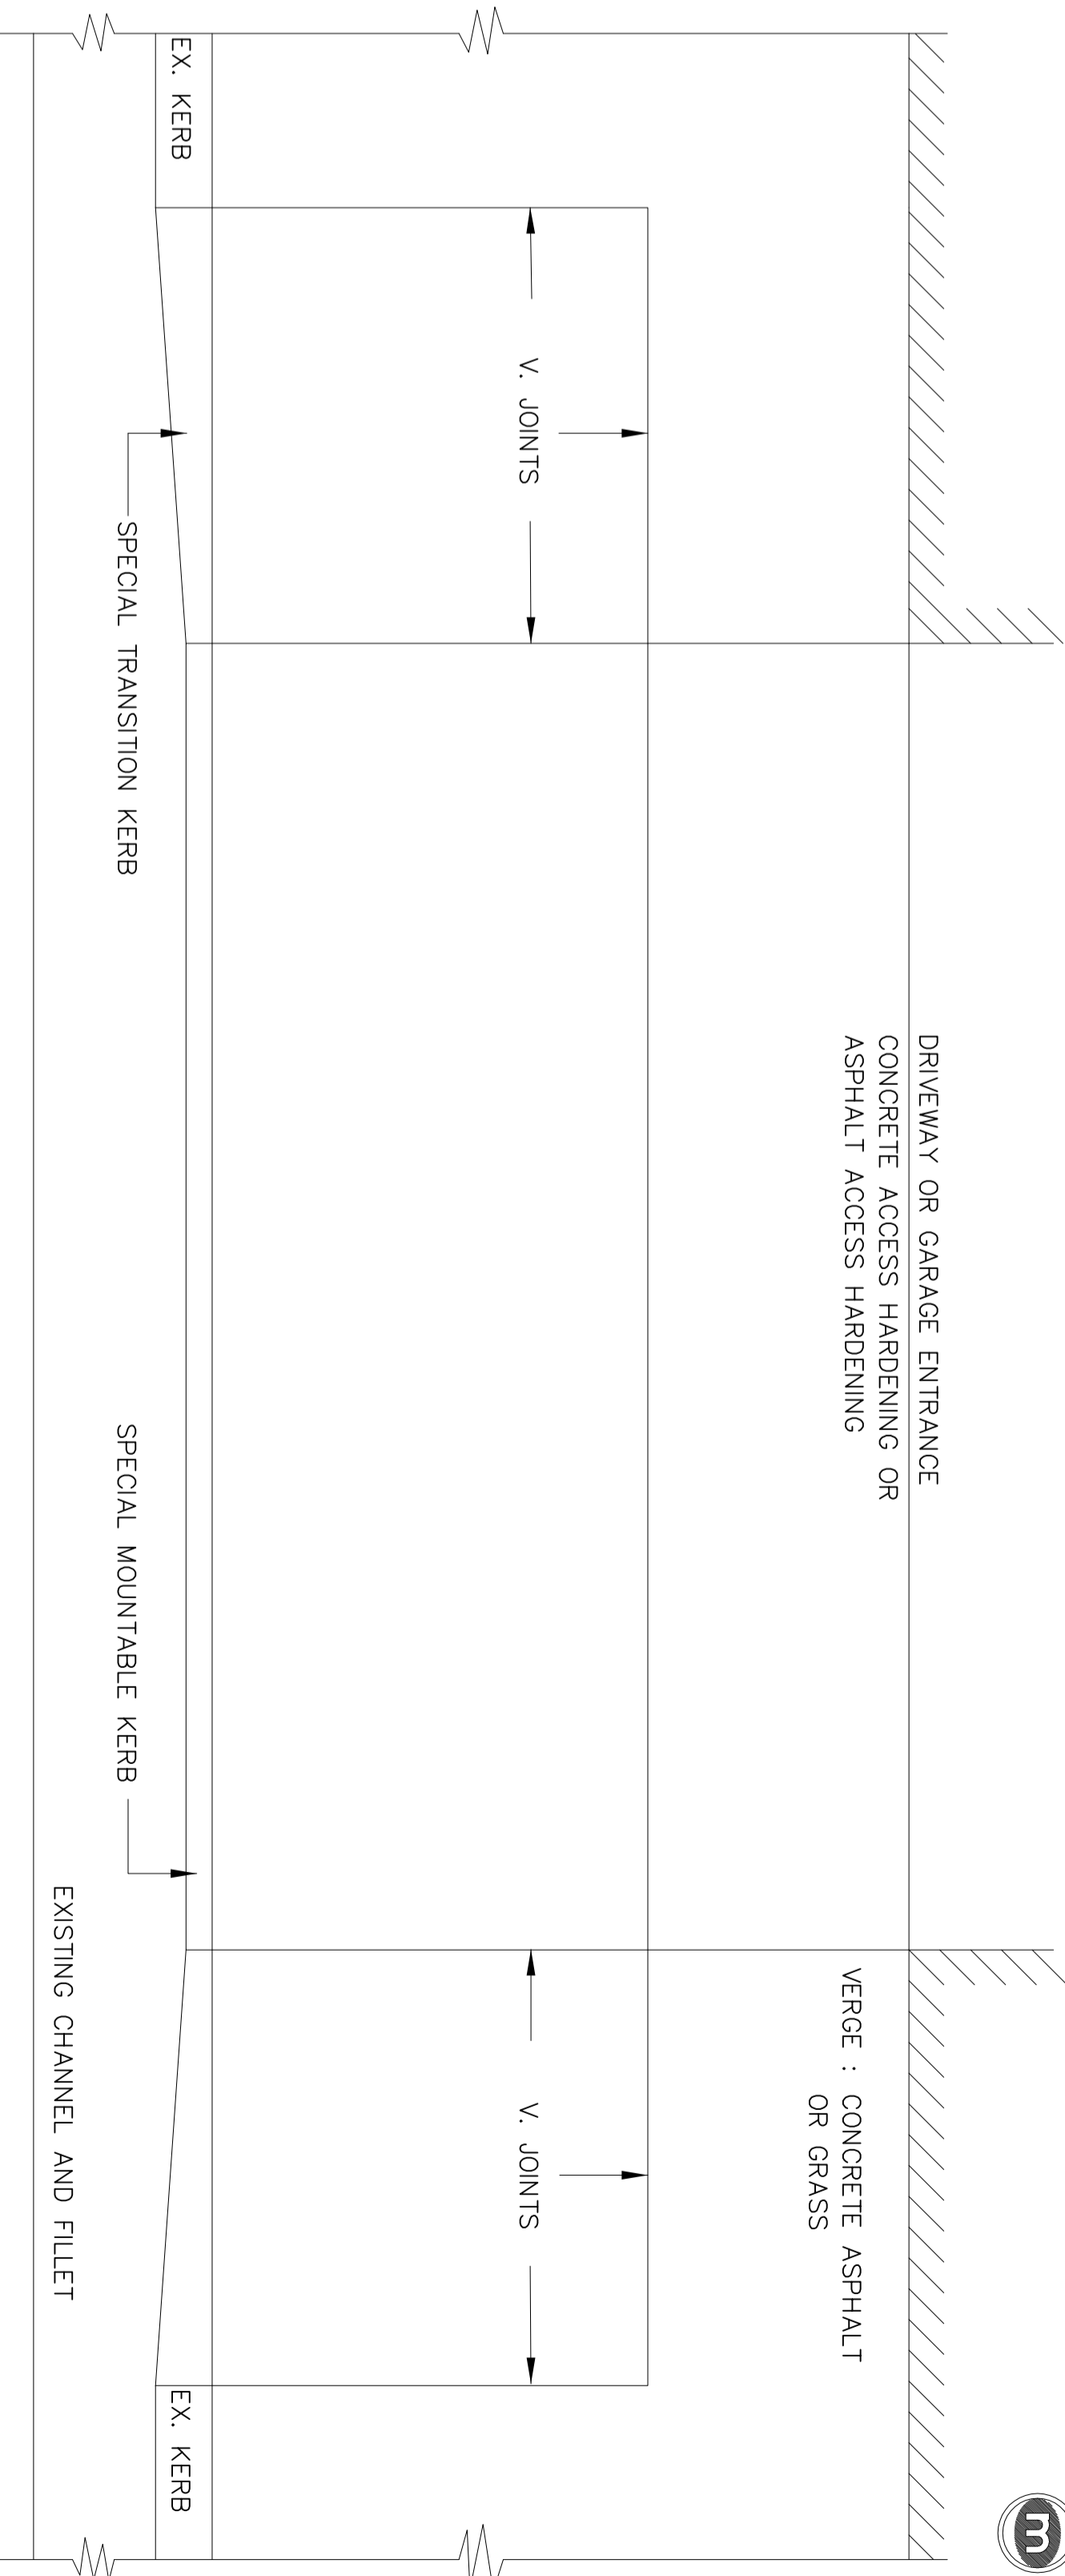 DRIVEWAY OR GARAGE ENTRANCE
CONCRETE ACCESS HARDENING OR
ASPHALT ACCESS HARDENING
VERGE : CONCRETE ASPHALT
OR GRASS
V. JOINTS
V. JOINTS
EX. KERB
EX. KERB
SPECIAL TRANSITION KERB
SPECIAL MOUNTABLE KERB
EXISTING CHANNEL AND FILLET
m